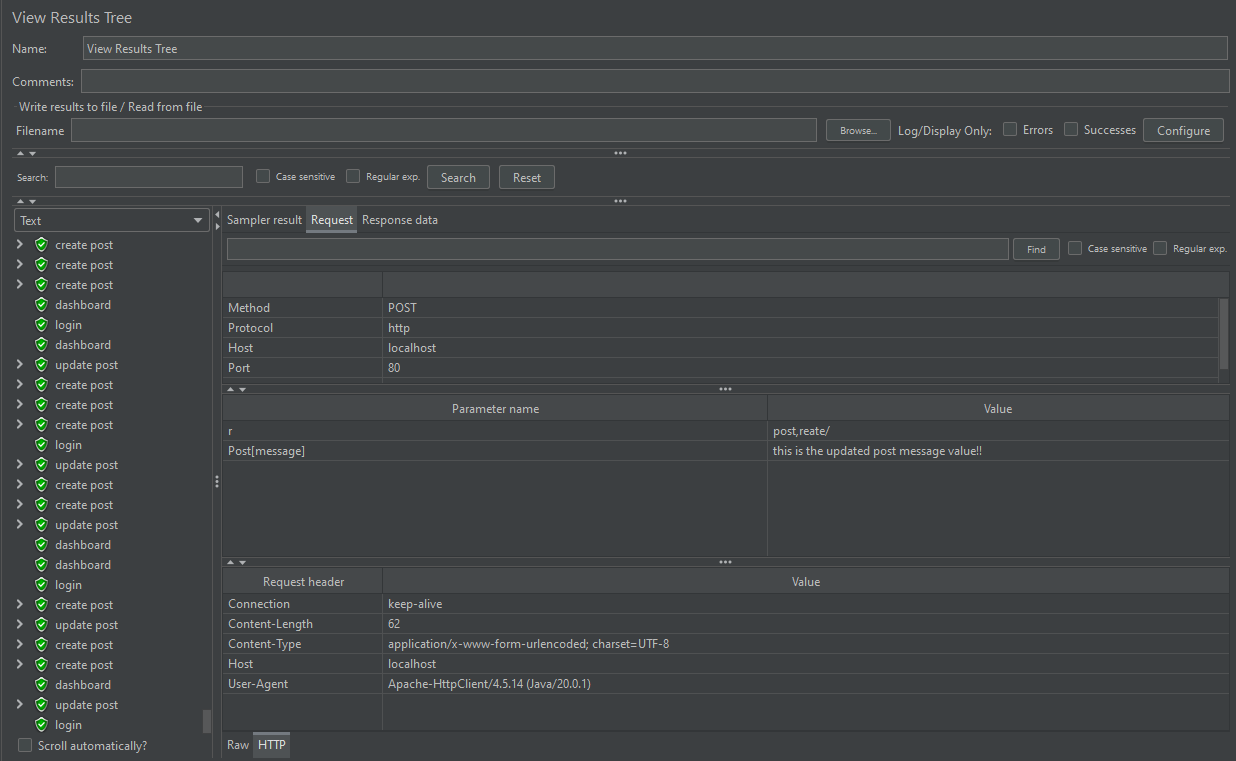 View Results Tree
Name: View Results Tree
Comments:
Write results to file / Read from file
Filename Browse... Log/Display Only: Errors Successes Configure
Search: Case sensitive Regular exp. Search Reset
Text
create post
create post
create post
dashboard
login
dashboard
update post
create post
create post
create post
login
update post
create post
create post
update post
dashboard
dashboard
login
create post
update post
create post
create post
dashboard
update post
login
Scroll automatically?
Sampler result Request Response data
Find Case sensitive Regular exp.
Method POST
Protocol http
Host localhost
Port 80
Parameter name Value
r post,reate/
Post[message] this is the updated post message value!!
Request header Value
Connection keep-alive
Content-Length 62
Content-Type application/x-www-form-urlencoded; charset=UTF-8
Host localhost
User-Agent Apache-HttpClient/4.5.14 (Java/20.0.1)
Raw HTTP